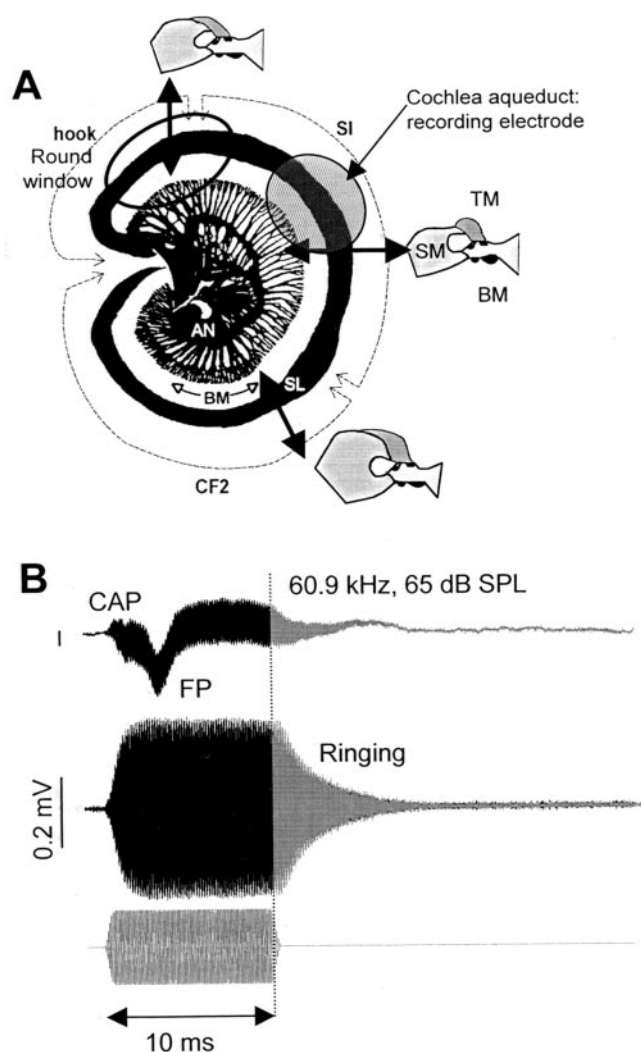 A
hook
Round
window
SI
Cochlea aqueduct:
recording electrode
TM
SM
BM
AN
BM
SL
CF2
B
CAP
60.9 kHz, 65 dB SPL
FP
Ringing
0.2 mV
10 ms